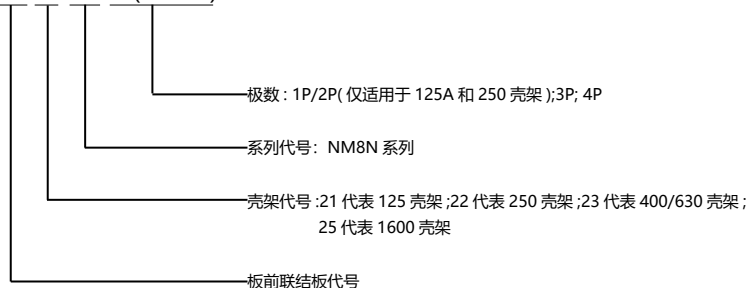 极数 : 1P/2P( 仅适用于 125A 和 250 壳架 );3P; 4P
系列代号：NM8N 系列
壳架代号 :21 代表 125 壳架 ;22 代表 250 壳架 ;23 代表 400/630 壳架 ;
25 代表 1600 壳架
板前联结板代号